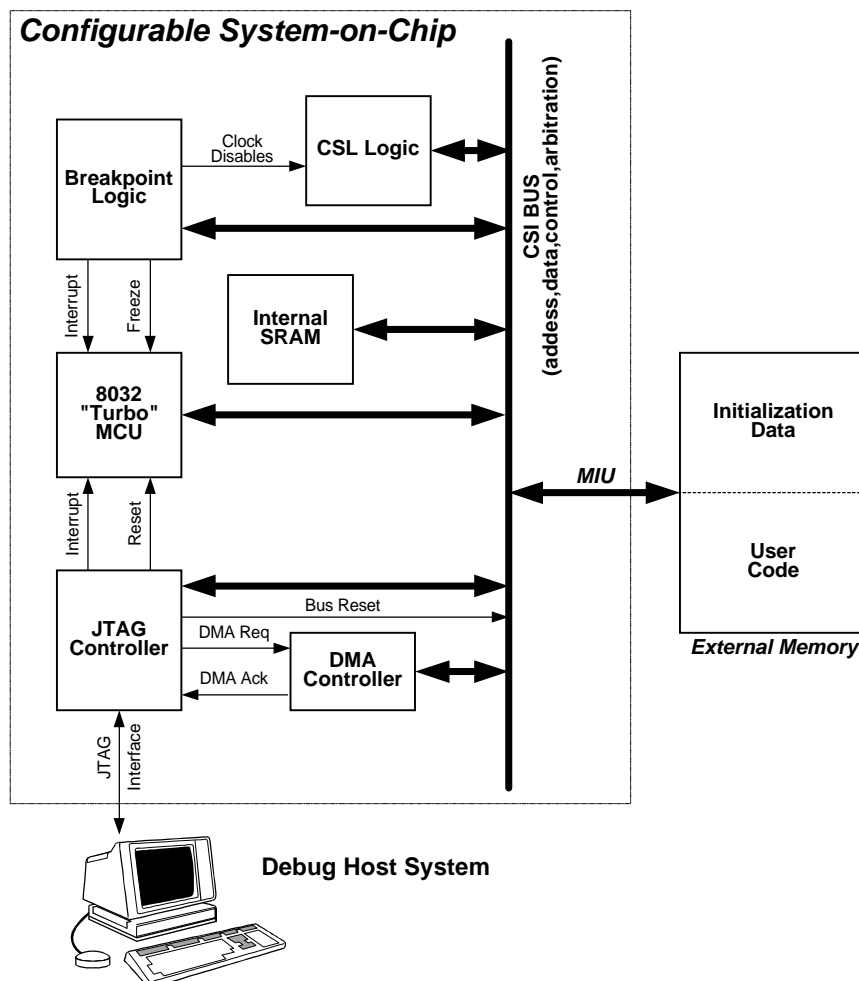 Configurable System-on-Chip
Breakpoint
Logic
Clock
Disables
CSL Logic
CSI BUS
(addess,data,control,arbitration)
Interrupt
Freeze
Internal
SRAM
8032
"Turbo"
MCU
Initialization
Data
MIU
User
Code
External Memory
Interrupt
Reset
JTAG
Controller
Bus Reset
DMA Req
DMA Ack
DMA
Controller
JTAG
Interface
Debug Host System